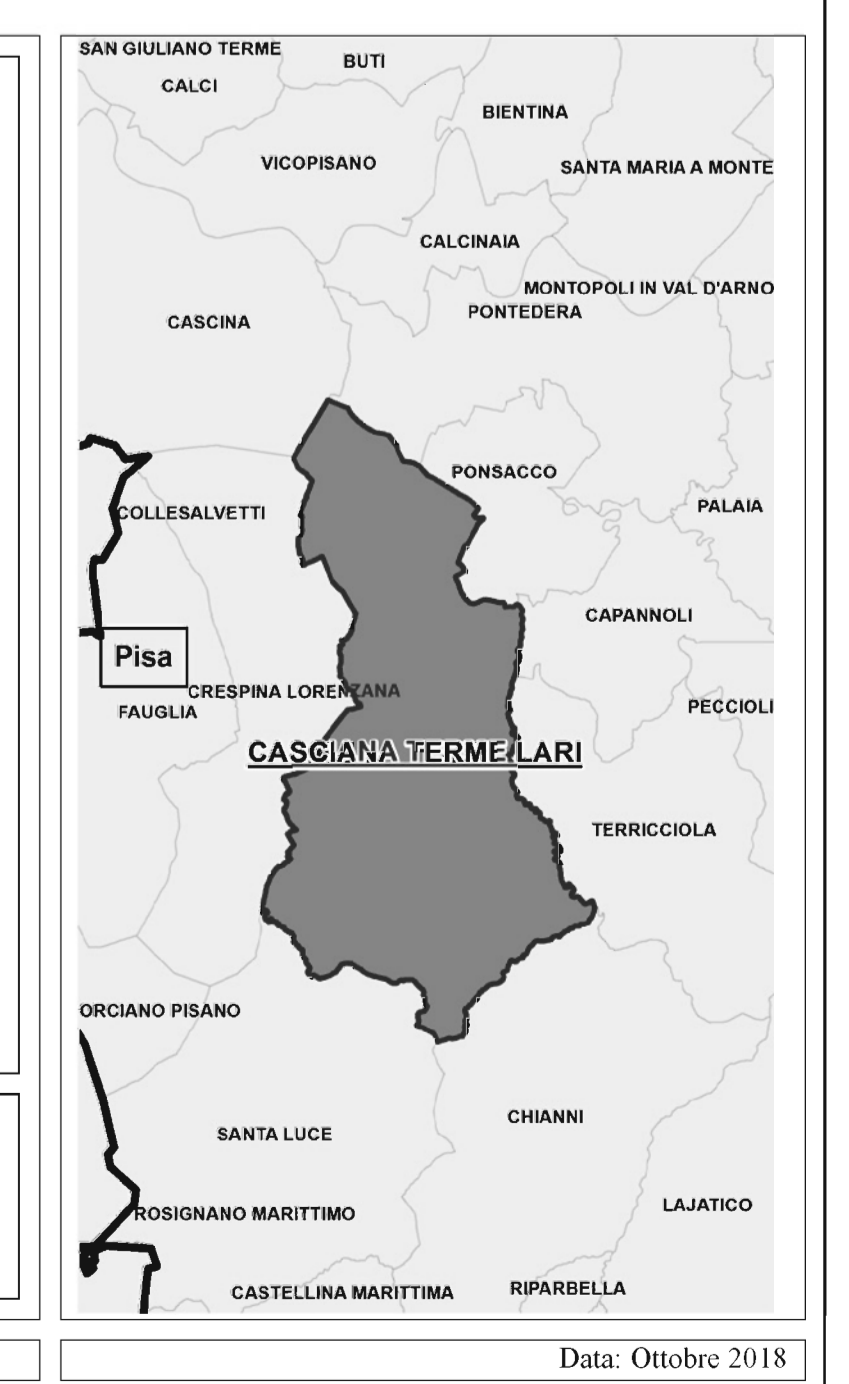 SAN GIULIANO TERME
BUTI
CALCI
BIENTINA
VICOPISANO
SANTA MARIA A MONTE
CALCINAIA
MONTOPOLI IN VAL D'ARNO
PONTEDERA
CASCINA
PONSACCO
PALAIA
COLLESALVETTI
CAPANNOLI
Pisa
CRESPINA LORENZANA
PECCIOLI
FAUGLIA
CASCIANA TERME LARI
TERRICCIOLA
ORCIANO PISANO
CHIANNI
SANTA LUCE
LAJATICO
ROSIGNANO MARITTIMO
RIPARBELLA
CASTELLINA MARITTIMA
Data: Ottobre 2018